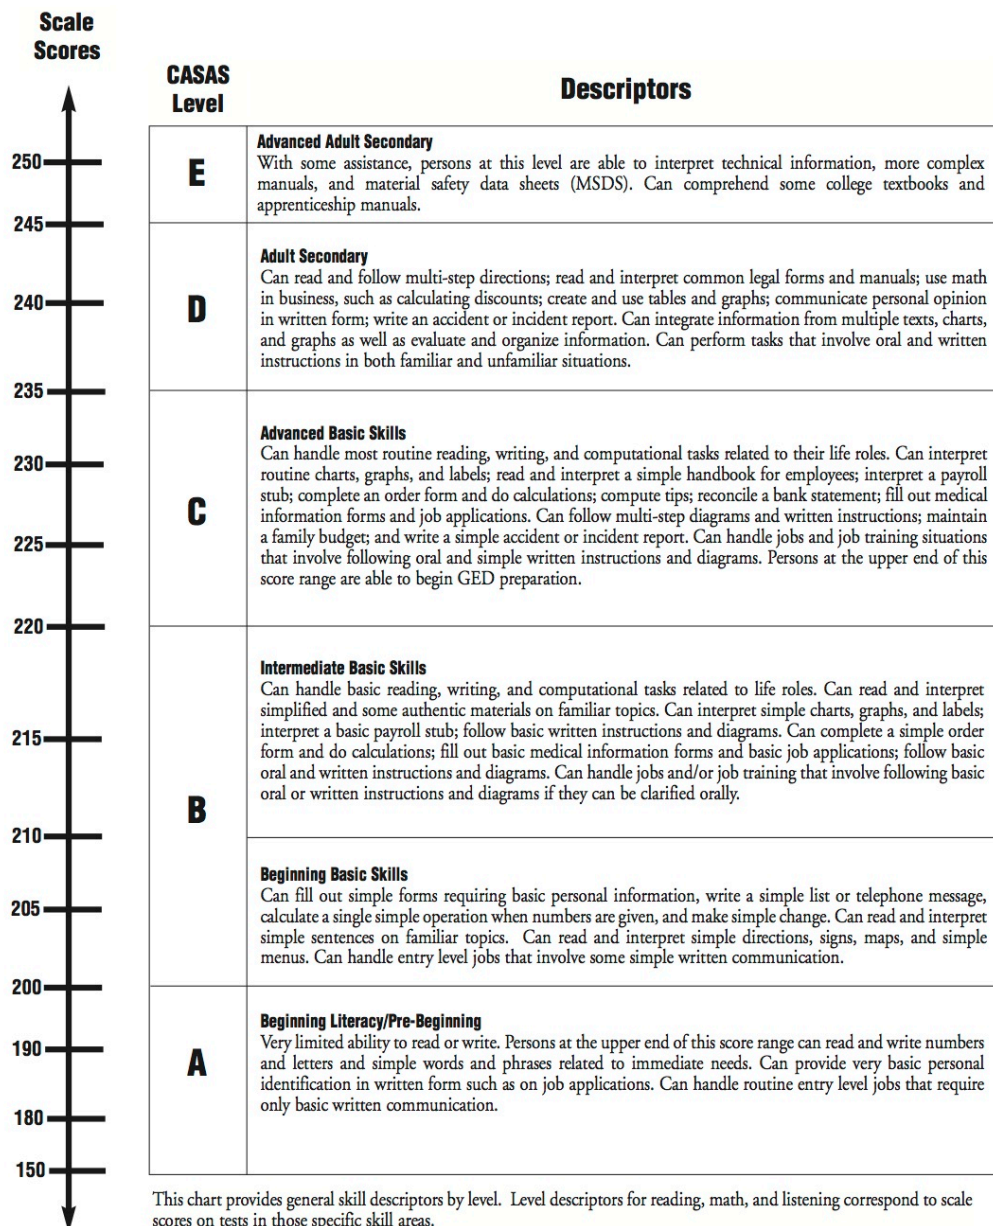 Scale
Scores
CASAS
Level
Descriptors
250
245
240
235
230
225
220
215
210
205
200
190
180
150
E
Advanced Adult Secondary
With some assistance, persons at this level are able to interpret technical information, more complex
manuals, and material safety data sheets (MSDS). Can comprehend some college textbooks and
apprenticeship manuals.
D
Adult Secondary
Can read and follow multi-step directions; read and interpret common legal forms and manuals; use math
in business, such as calculating discounts; create and use tables and graphs; communicate personal opinion
in written form; write an accident or incident report. Can integrate information from multiple texts, charts,
and graphs as well as evaluate and organize information. Can perform tasks that involve oral and written
instructions in both familiar and unfamiliar situations.
C
Advanced Basic Skills
Can handle most routine reading, writing, and computational tasks related to their life roles. Can interpret
routine charts, graphs, and labels; read and interpret a simple handbook for employees; interpret a payroll
stub; complete an order form and do calculations; compute tips; reconcile a bank statement; fill out medical
information forms and job applications. Can follow multi-step diagrams and written instructions; maintain
a family budget; and write a simple accident or incident report. Can handle jobs and job training situations
that involve following oral and simple written instructions and diagrams. Persons at the upper end of this
score range are able to begin GED preparation.
B
Intermediate Basic Skills
Can handle basic reading, writing, and computational tasks related to life roles. Can read and interpret
simplified and some authentic materials on familiar topics. Can interpret simple charts, graphs, and labels;
interpret a basic payroll stub; follow basic written instructions and diagrams. Can complete a simple order
form and do calculations; fill out basic medical information forms and basic job applications; follow basic
oral and written instructions and diagrams. Can handle jobs and/or job training that involve following basic
oral or written instructions and diagrams if they can be clarified orally.
Beginning Basic Skills
Can fill out simple forms requiring basic personal information, write a simple list or telephone message,
calculate a single simple operation when numbers are given, and make simple change. Can read and interpret
simple sentences on familiar topics. Can read and interpret simple directions, signs, maps, and simple
menus. Can handle entry level jobs that involve some simple written communication.
A
Beginning Literacy/Pre-Beginning
Very limited ability to read or write. Persons at the upper end of this score range can read and write numbers
and letters and simple words and phrases related to immediate needs. Can provide very basic personal
identification in written form such as on job applications. Can handle routine entry level jobs that require
only basic written communication.
This chart provides general skill descriptors by level. Level descriptors for reading, math, and listening correspond to scale
scores on tests in those specific skill areas.